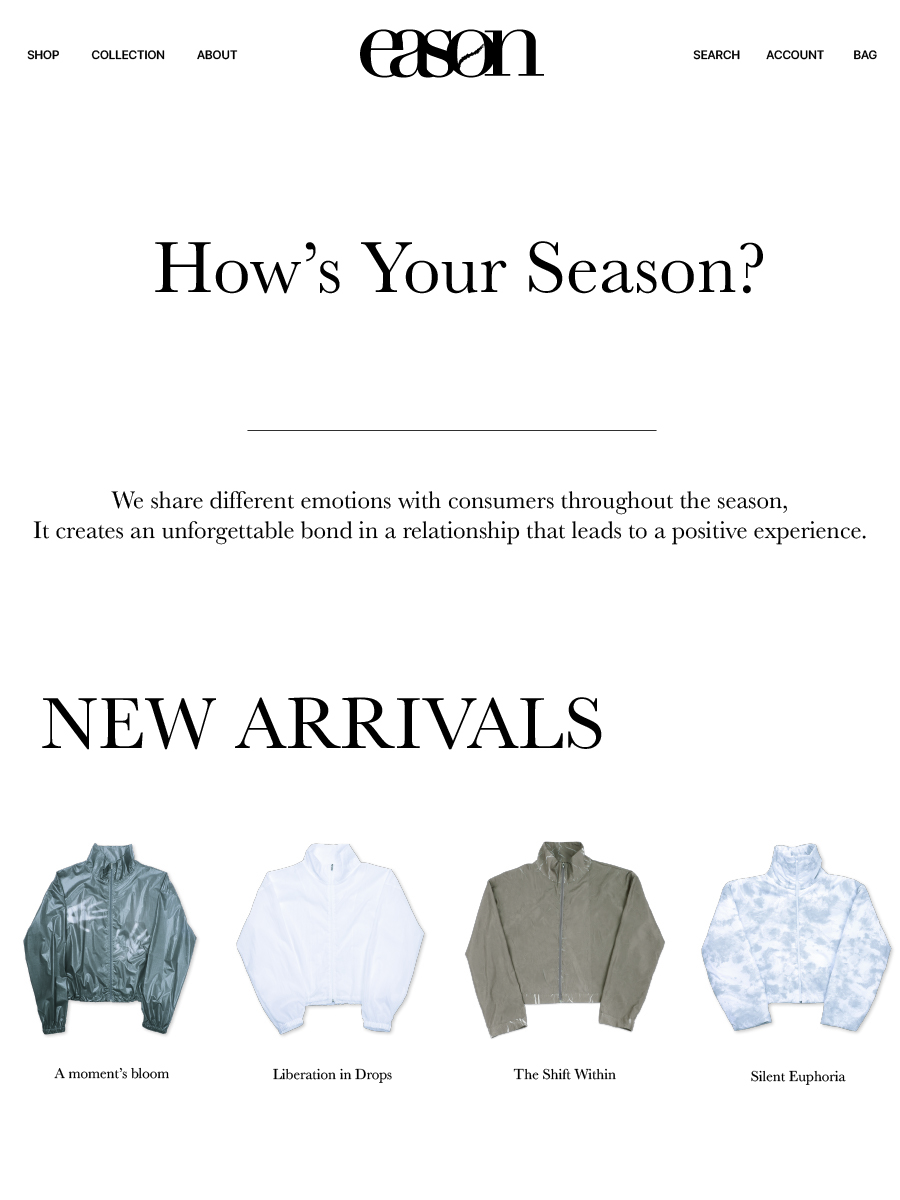 SHOP COLLECTION ABOUT eason SEARCH ACCOUNT BAG
How’s Your Season?
We share different emotions with consumers throughout the season,
It creates an unforgettable bond in a relationship that leads to a positive experience.
NEW ARRIVALS
A moment’s bloom
Liberation in Drops
The Shift Within
Silent Euphoria